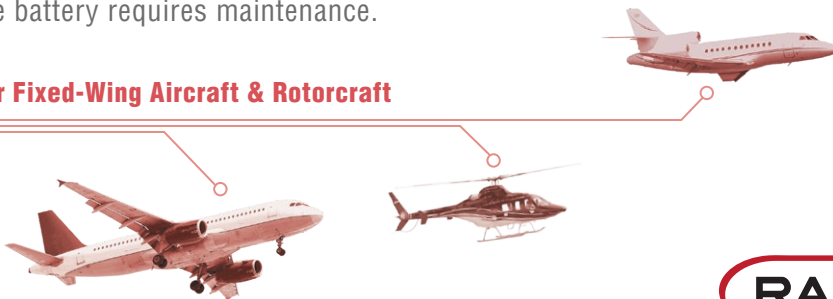 battery requires maintenance.
Fixed-Wing Aircraft & Rotorcraft